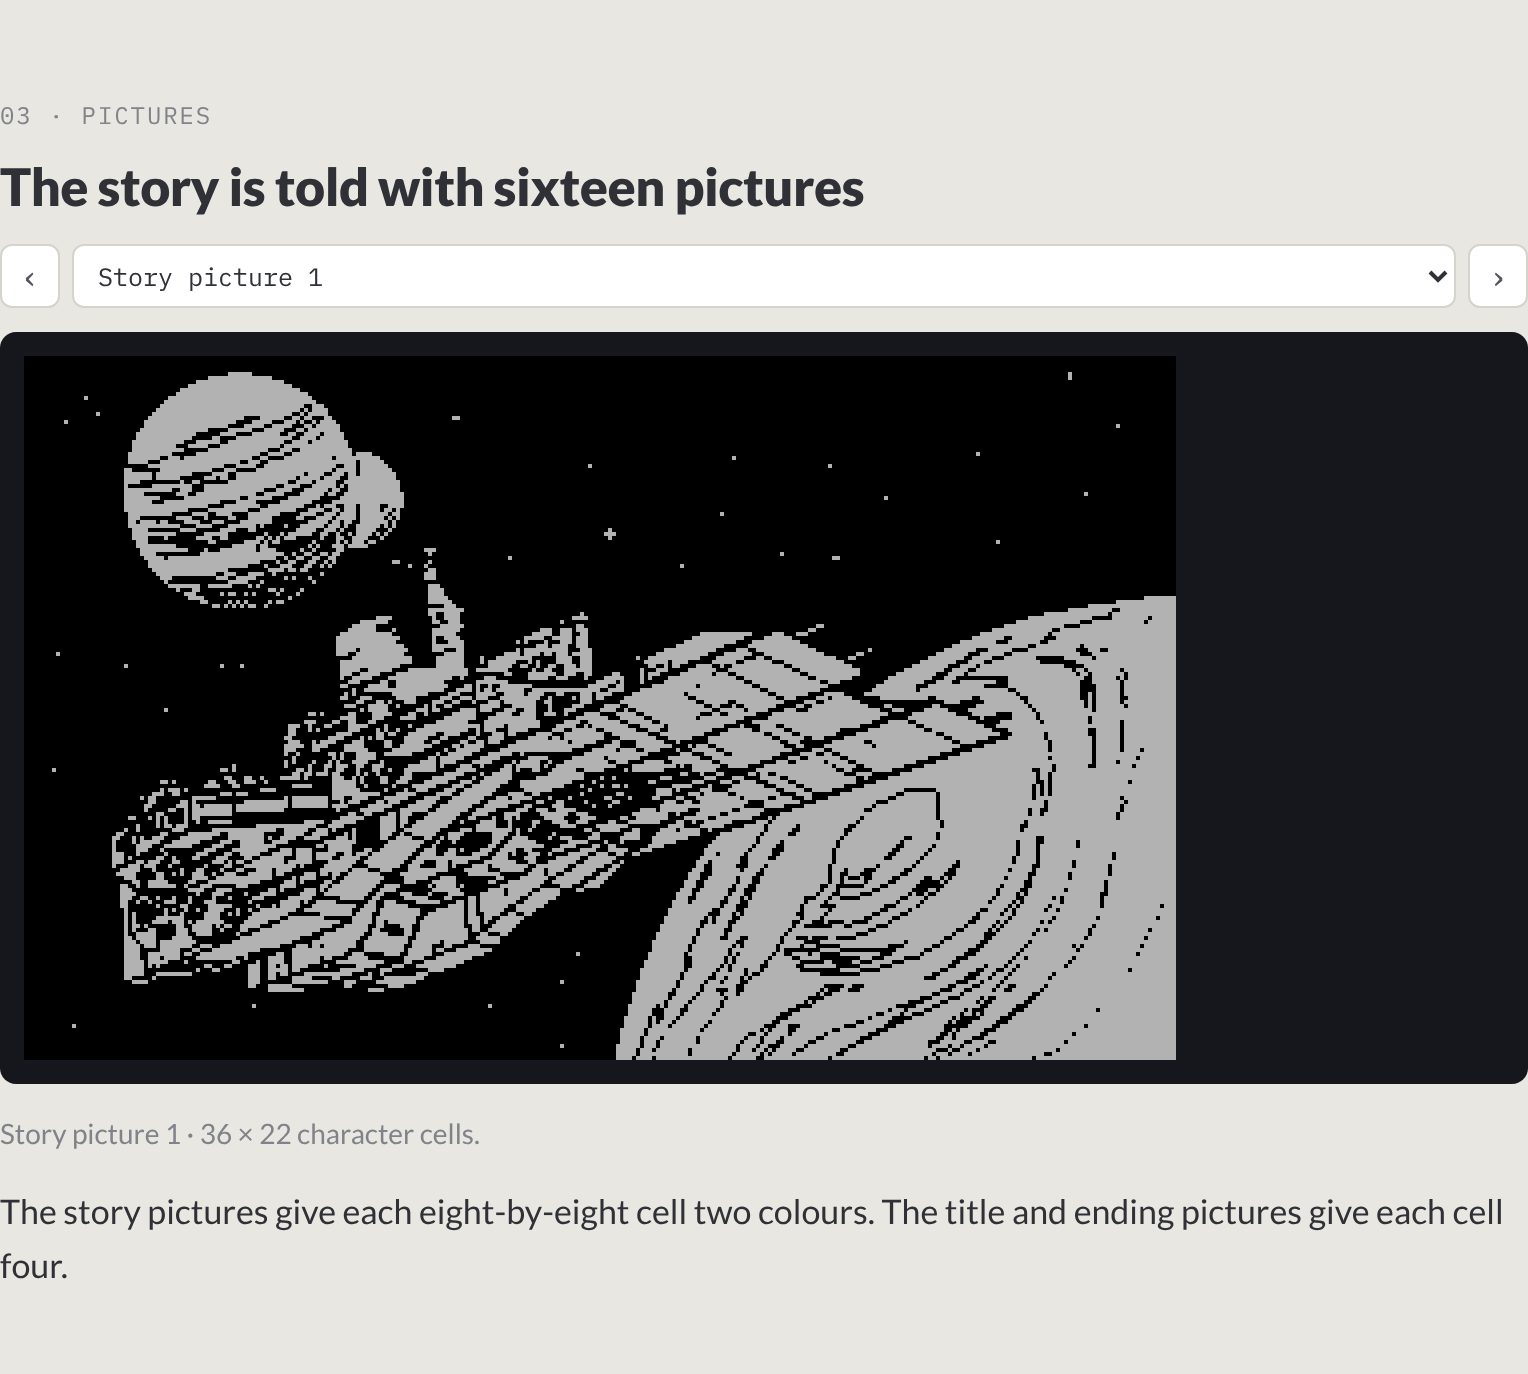 03 · PICTURES
The story is told with sixteen pictures
‹ Story picture 1 ›
Story picture 1 · 36 × 22 character cells.
The story pictures give each eight-by-eight cell two colours. The title and ending pictures give each cell
four.